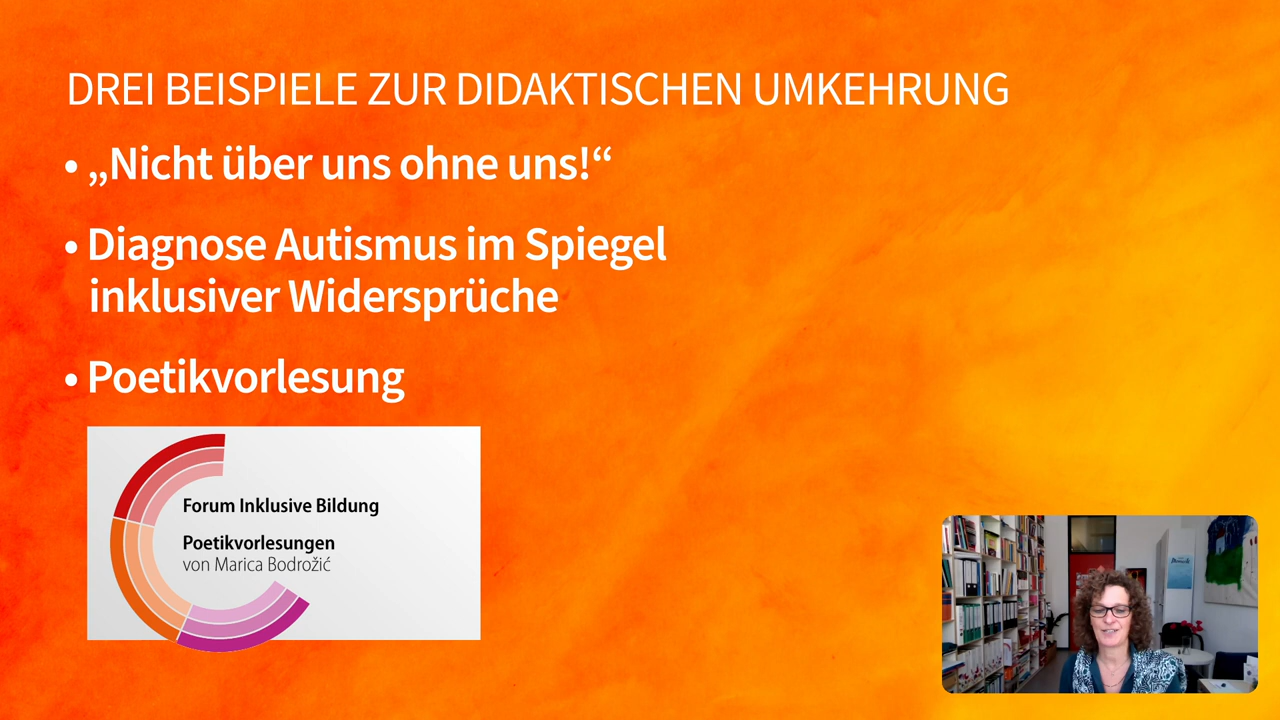 DREI BEISPIELE ZUR DIDAKTISCHEN UMKEHRUNG
• „Nicht über uns ohne uns!“
• Diagnose Autismus im Spiegel
inklusiver Widersprüche
• Poetikvorlesung
Forum Inklusive Bildung
Poetikvorlesungen
von Marica Bodrožić